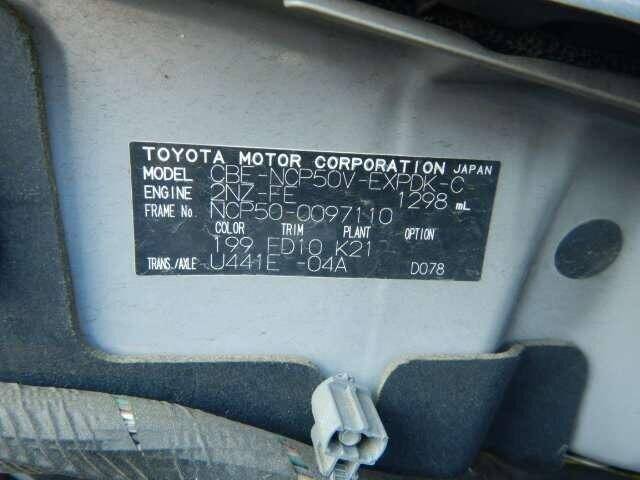 TOYOTA MOTOR CORPORATION JAPAN
MODEL CBE-NCP50V-EXPDK-C
ENGINE 2NZ-FE 1298 mL
FRAME No. NCP50-0097110
COLOR TRIM PLANT OPTION
199 FD10 K21
TRANS./AXLE U441E -04A D078